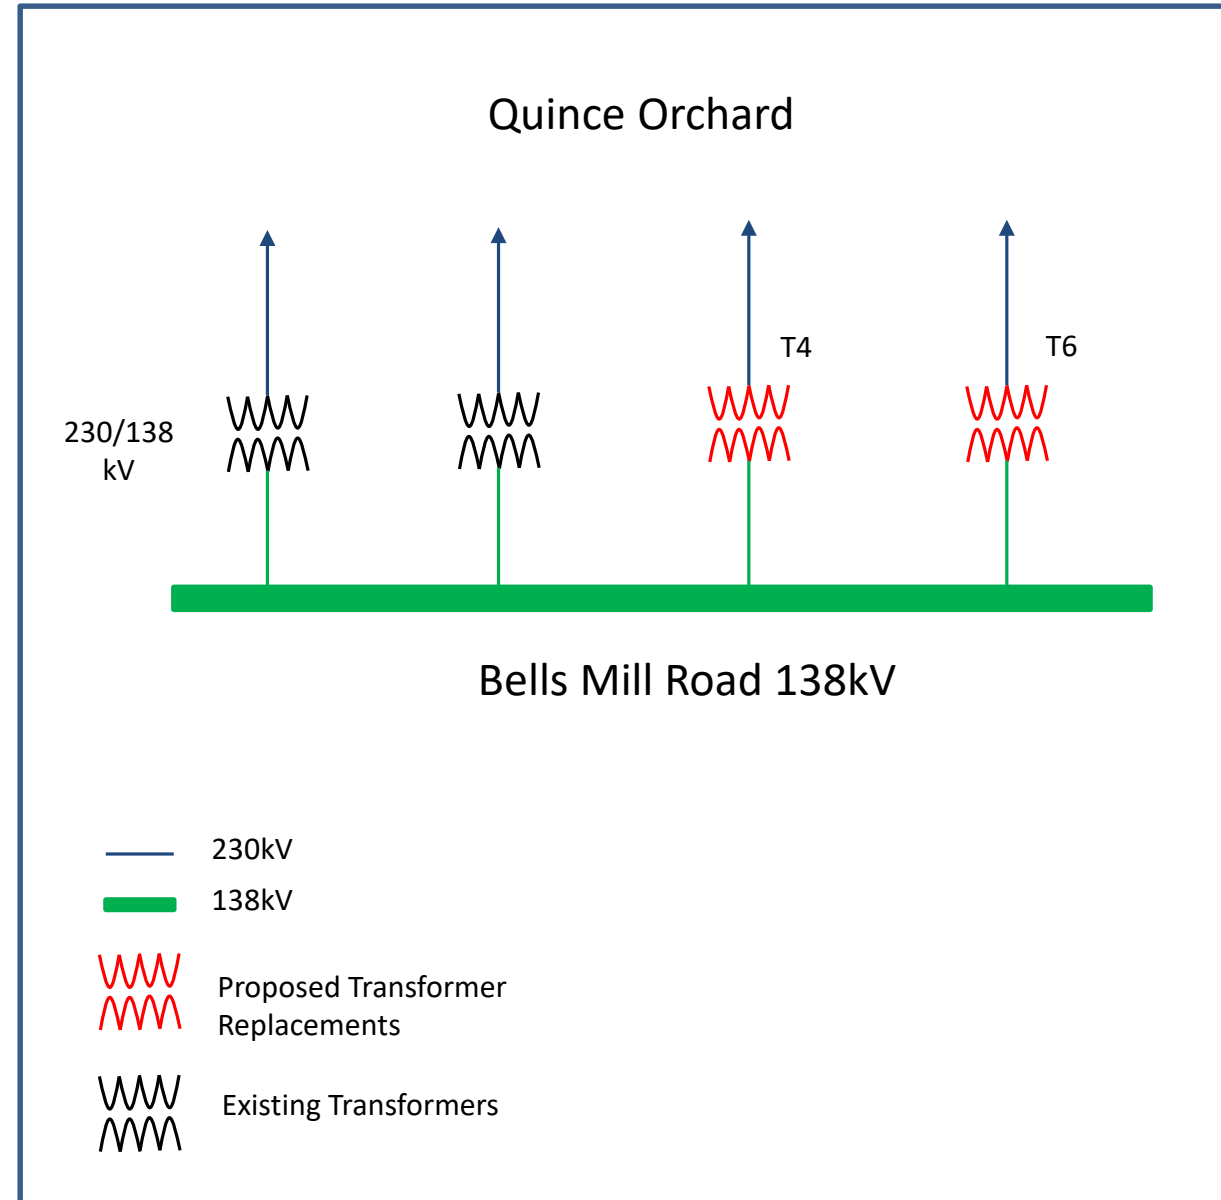 Quince Orchard
T4
T6
230/138
kV
Bells Mill Road 138kV
230kV
138kV
Proposed Transformer
Replacements
Existing Transformers